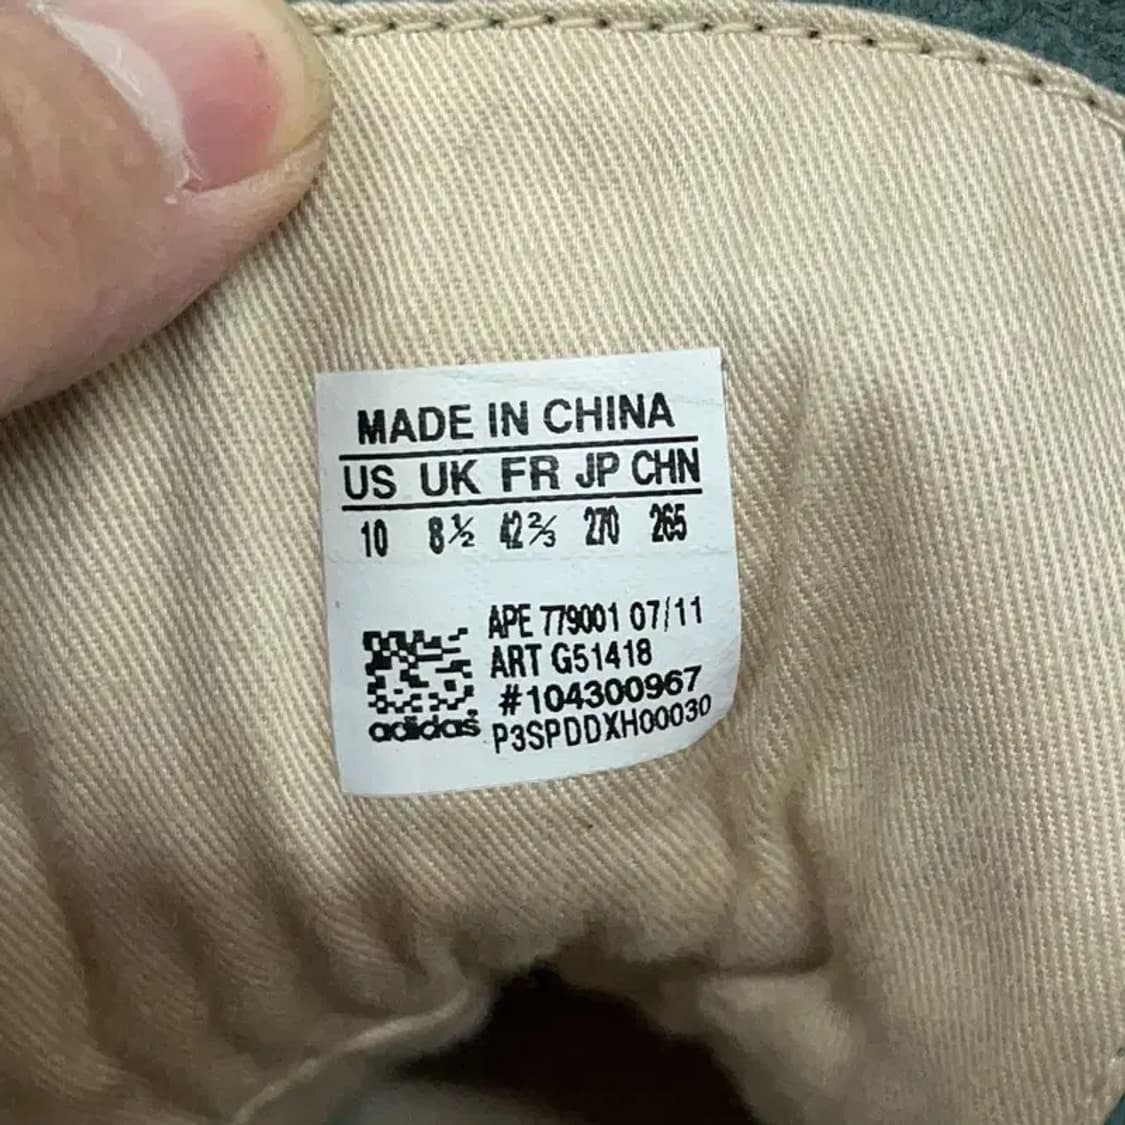 MADE IN CHINA
US UK FR JP CHN
10 8½ 42⅔ 270 265
APE 779001 07/11
ART G51418
#104300967
adidas P3SPDDXH00030